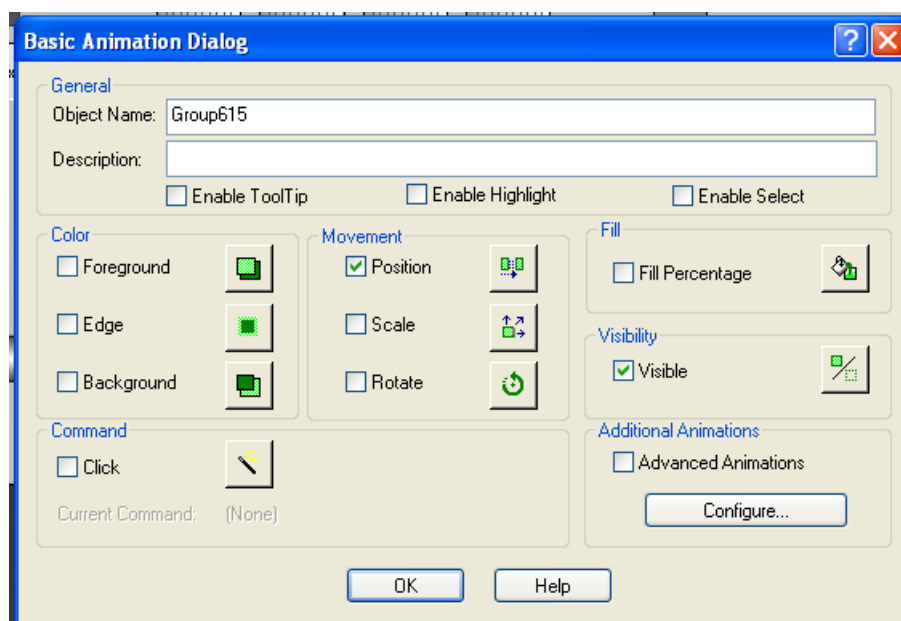 Basic Animation Dialog
General
Object Name: Group615
Description:
Enable ToolTip Enable Highlight Enable Select
Color
Foreground
Edge
Background
Movement
Position
Scale
Rotate
Fill
Fill Percentage
Visibility
Visible
Command
Click
Current Command: (None)
Additional Animations
Advanced Animations
Configure...
OK Help